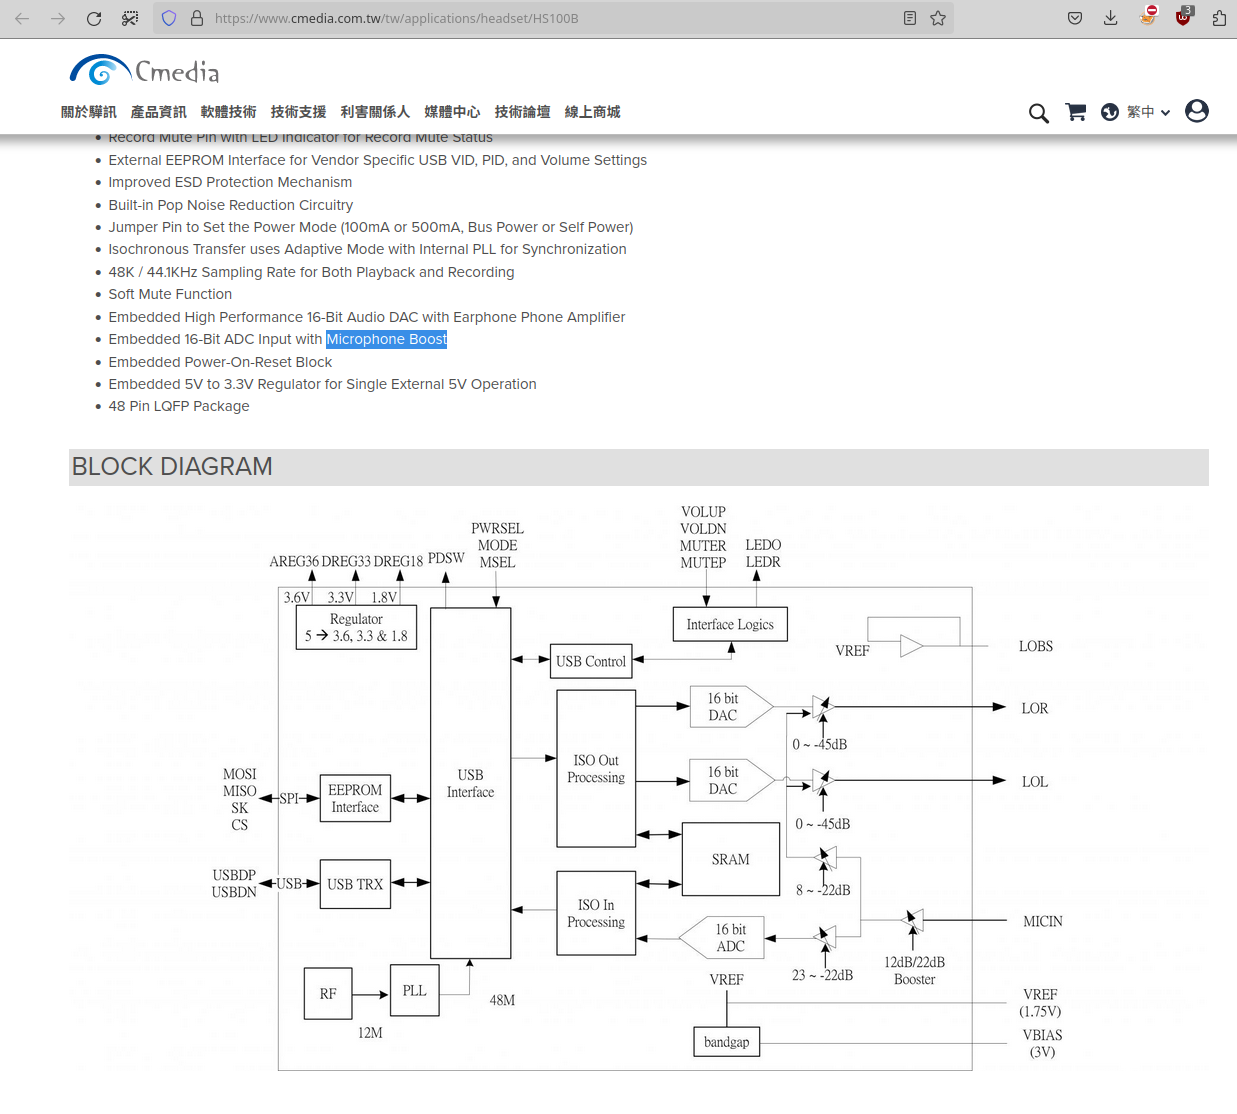 https://www.cmedia.com.tw/tw/applications/headset/HS100B
3
Cmedia
關於驊訊 產品資訊 軟體技術 技術支援 利害關係人 媒體中心 技術論壇 線上商城
繁中
Record Mute Pin with LED Indicator for Record Mute Status
External EEPROM Interface for Vendor Specific USB VID, PID, and Volume Settings
Improved ESD Protection Mechanism
Built-in Pop Noise Reduction Circuitry
Jumper Pin to Set the Power Mode (100mA or 500mA, Bus Power or Self Power)
Isochronous Transfer uses Adaptive Mode with Internal PLL for Synchronization
48K / 44.1KHz Sampling Rate for Both Playback and Recording
Soft Mute Function
Embedded High Performance 16-Bit Audio DAC with Earphone Phone Amplifier
Embedded 16-Bit ADC Input with Microphone Boost
Embedded Power-On-Reset Block
Embedded 5V to 3.3V Regulator for Single External 5V Operation
48 Pin LQFP Package
BLOCK DIAGRAM
AREG36 DREG33 DREG18 PDSW
PWRSEL
MODE
MSEL
VOLUP
VOLDN
MUTER
MUTEP
LEDO
LEDR
3.6V 3.3V 1.8V
Regulator
5 → 3.6, 3.3 & 1.8
Interface Logics
USB Control
VREF
LOBS
16 bit
DAC
LOR
0 ~ -45dB
ISO Out
Processing
USB
Interface
16 bit
DAC
LOL
0 ~ -45dB
MOSI
MISO
SK
CS
SPI
EEPROM
Interface
SRAM
8 ~ -22dB
USBDP
USBDN
USB
USB TRX
ISO In
Processing
16 bit
ADC
23 ~ -22dB
MICIN
12dB/22dB
Booster
VREF
RF
PLL
12M
48M
VREF
(1.75V)
bandgap
VBIAS
(3V)